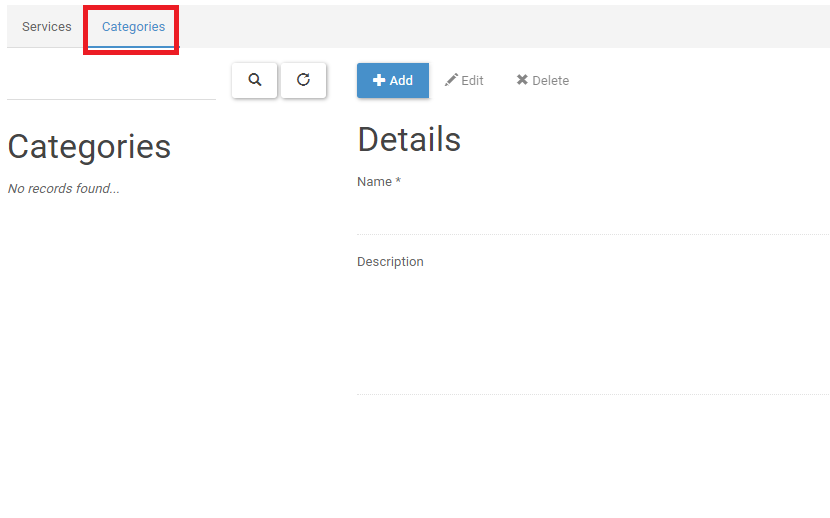 Services Categories
Add Edit Delete
Categories
No records found...
Details
Name *
Description